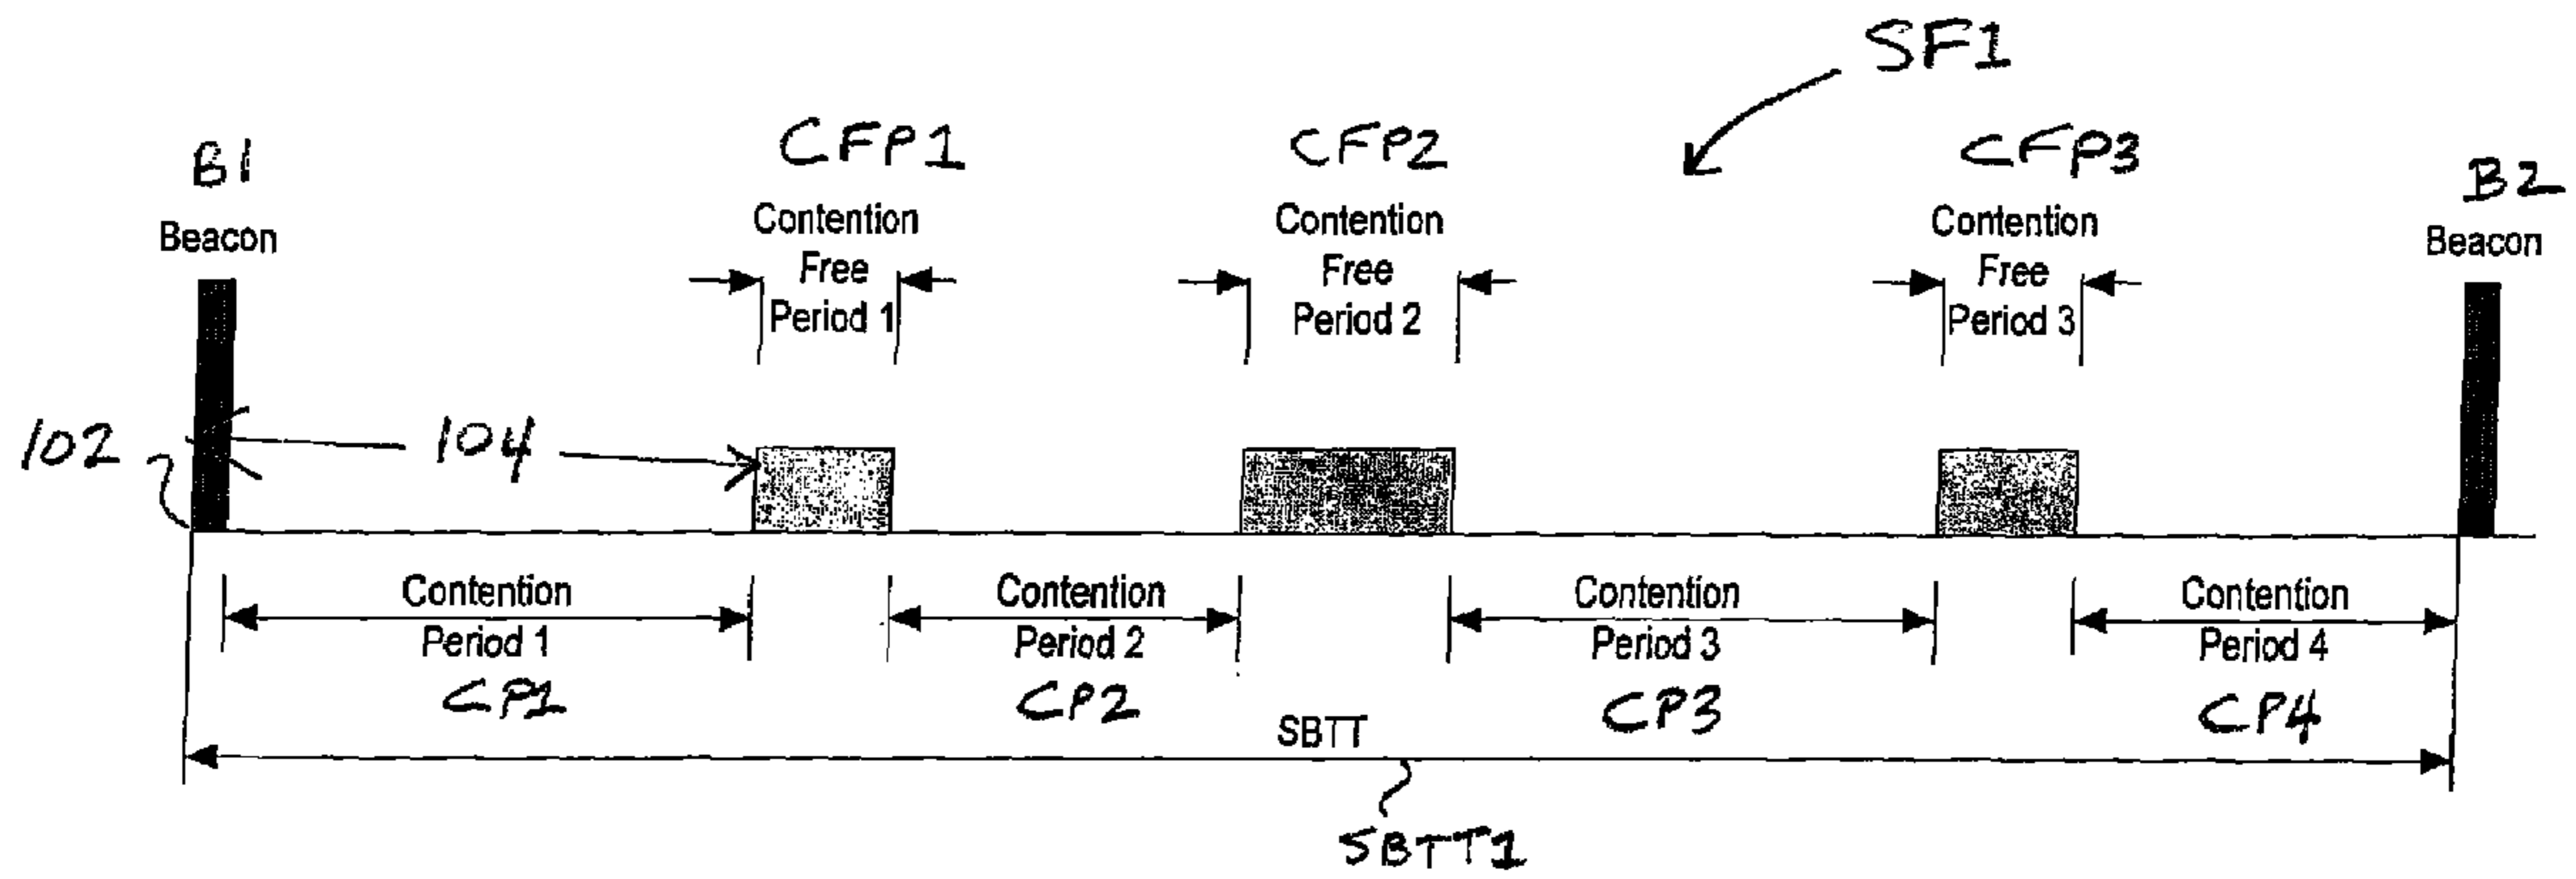 SF1
B1
Beacon
CFP1
Contention
Free
Period 1
CFP2
Contention
Free
Period 2
CFP3
Contention
Free
Period 3
B2
Beacon
102
104
Contention
Period 1
CP1
Contention
Period 2
CP2
Contention
Period 3
CP3
Contention
Period 4
CP4
SBTT
SBTT1